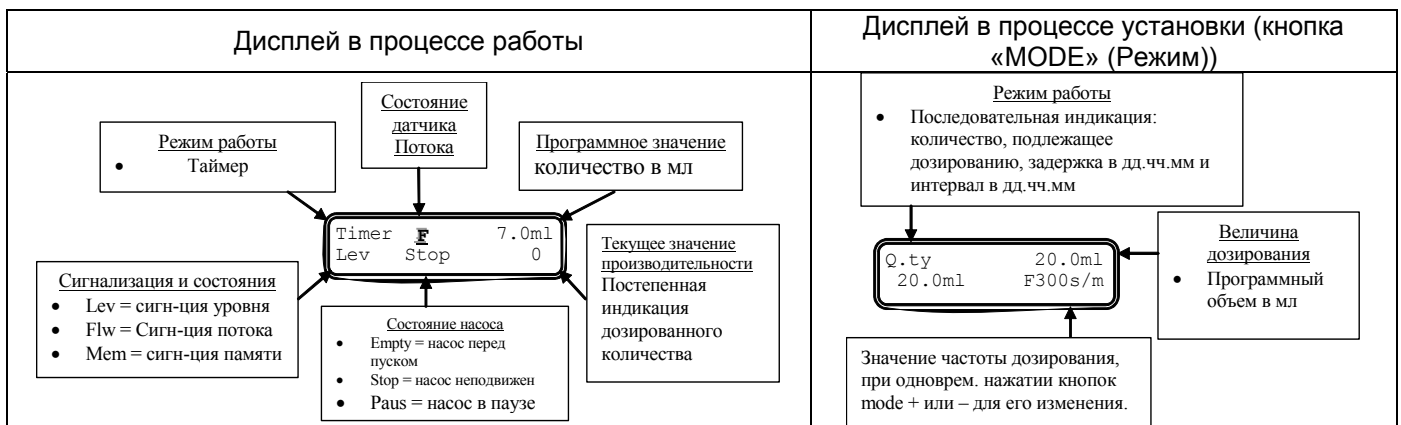 Дисплей в процессе работы
Дисплей в процессе установки (кнопка
«MODE» (Режим))
Состояние
датчика
Потока
Режим работы
• Таймер
Программное значение
количество в мл
Timer F 7.0ml
Lev Stop 0
Сигнализация и состояния
• Lev = сигн-ция уровня
• Flw = Сигн-ция потока
• Mem = сигн-ция памяти
Состояние насоса
• Empty = насос перед
пуском
• Stop = насос неподвижен
• Paus = насос в паузе
Текущее значение
производительности
Постепенная
индикация
дозированного
количества
Режим работы
• Последовательная индикация:
количество, подлежащее
дозированию, задержка в дд.чч.мм и
интервал в дд.чч.мм
Q.ty 20.0ml
20.0ml F300s/m
Величина
дозирования
• Программный
объем в мл
Значение частоты дозирования,
при одноврем. нажатии кнопок
mode + или – для его изменения.